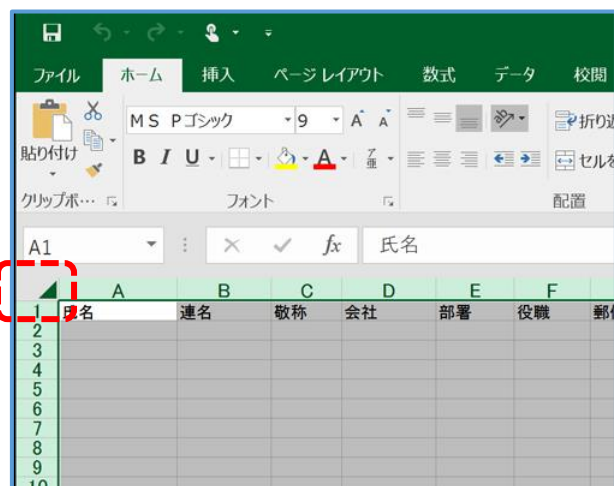 ファイル ホーム 挿入 ページ レイアウト 数式 データ 校閲
MS Pゴシック 9 A A 折り返
貼り付け B I U A ア亜 セルを
クリップボ… フォント 配置
A1 fx 氏名
A B C D E F
1 氏名 連名 敬称 会社 部署 役職
2
3
4
5
6
7
8
9
10